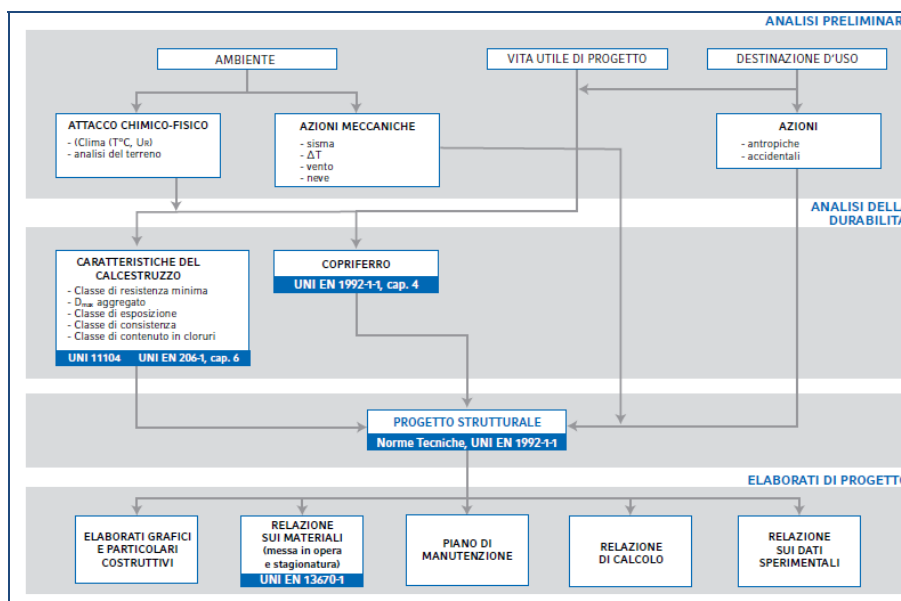 ANALISI PRELIMINAR
AMBIENTE
VITA UTILE DI PROGETTO
DESTINAZIONE D'USO
ATTACCO CHIMICO-FISICO
- (Clima (T°C, UR)
- analisi del terreno
AZIONI MECCANICHE
- sisma
- ΔT
- vento
- neve
AZIONI
- antropiche
- accidentali
ANALISI DELLA
DURABILITÀ
CARATTERISTICHE DEL
CALCESTRUZZO
- Classe di resistenza minima
- Dmax aggregato
- Classe di esposizione
- Classe di consistenza
- Classe di contenuto in cloruri
UNI 11104 UNI EN 206-1, cap. 6
COPRIFERRO
UNI EN 1992-1-1, cap. 4
PROGETTO STRUTTURALE
Norme Tecniche, UNI EN 1992-1-1
ELABORATI DI PROGETTO
ELABORATI GRAFICI
E PARTICOLARI
COSTRUTTIVI
RELAZIONE
SUI MATERIALI
(messa in opera
e stagionatura)
UNI EN 13670-1
PIANO DI
MANUTENZIONE
RELAZIONE
DI CALCOLO
RELAZIONE
SUI DATI
SPERIMENTALI